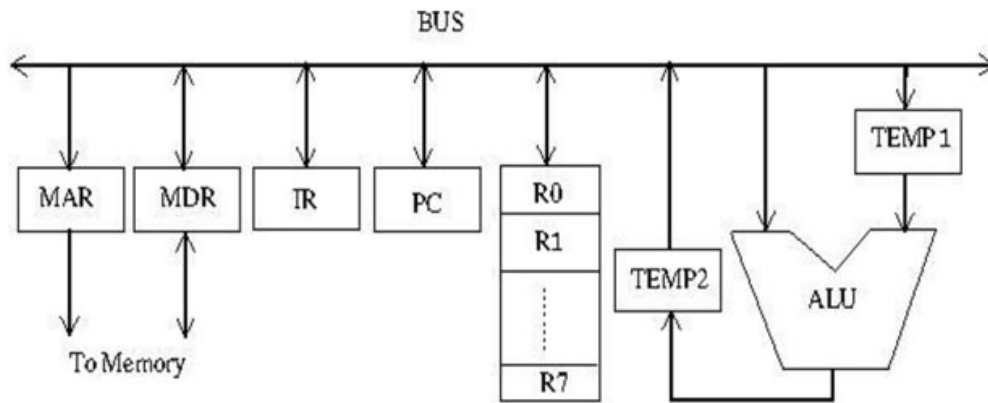 BUS
TEMP1
MAR
MDR
IR
PC
R0
R1
TEMP2
ALU
To Memory
R7